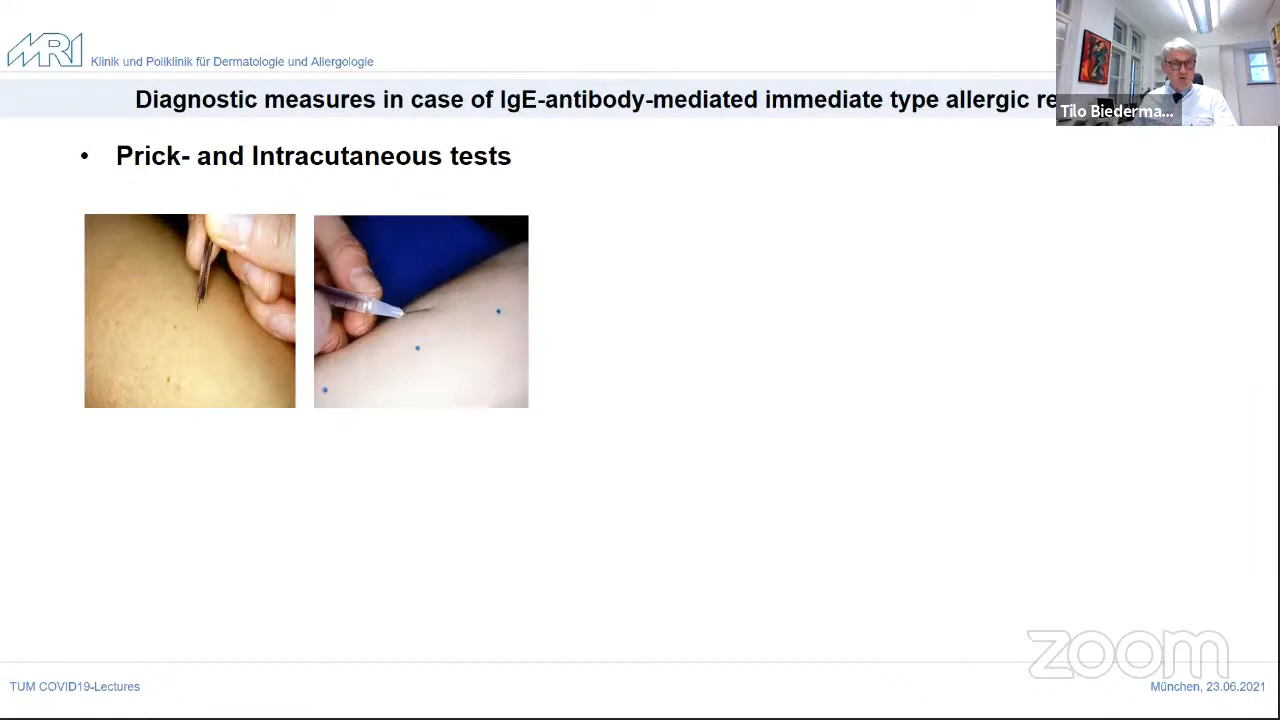 MRI
Klinik und Poliklinik für Dermatologie und Allergologie
Diagnostic measures in case of IgE-antibody-mediated immediate type allergic re
Tilo Biederma...
• Prick- and Intracutaneous tests
zoom
TUM COVID19-Lectures
München, 23.06.2021